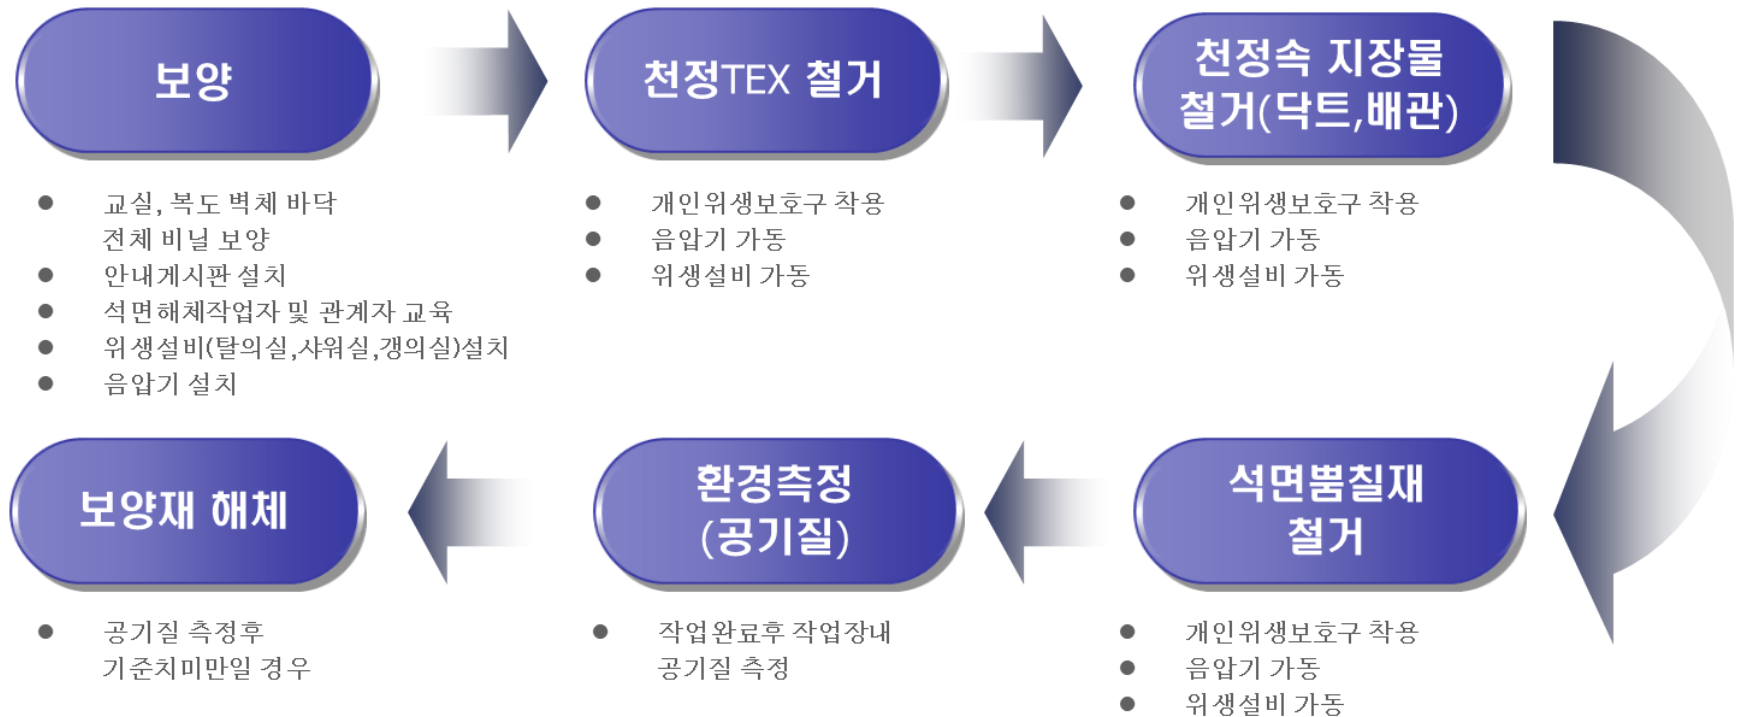 보양
교실, 복도 벽체 바닥
전체 비닐 보양
안내게시판 설치
석면해체작업자 및 관계자 교육
위생설비(탈의실,샤워실,갱의실)설치
음압기 설치
천정TEX 철거
개인위생보호구 착용
음압기 가동
위생설비 가동
천정속 지장물
철거(닥트,배관)
개인위생보호구 착용
음압기 가동
위생설비 가동
석면뿜칠재
철거
개인위생보호구 착용
음압기 가동
위생설비 가동
환경측정
(공기질)
작업완료후 작업장내
공기질 측정
보양재 해체
공기질 측정후
기준치미만일 경우